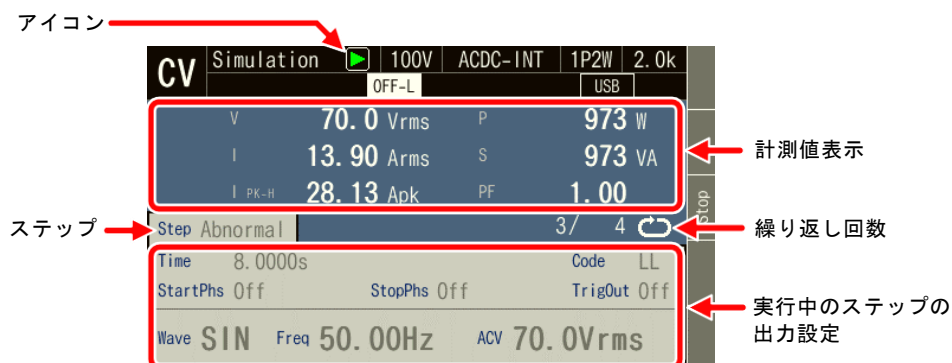 アイコン
CV Simulation 100V ACDC-INT 1P2W 2.0k
OFF-L USB
V 70.0 Vrms P 973 W
I 13.90 Arms S 973 VA
I PK-H 28.13 Apk PF 1.00
計測値表示
Stop
ステップ
Step Abnormal 3/ 4
繰り返し回数
Time 8.0000s Code LL
StartPhs Off StopPhs Off TrigOut Off
Wave SIN Freq 50.00Hz ACV 70.0Vrms
実行中のステップの
出力設定